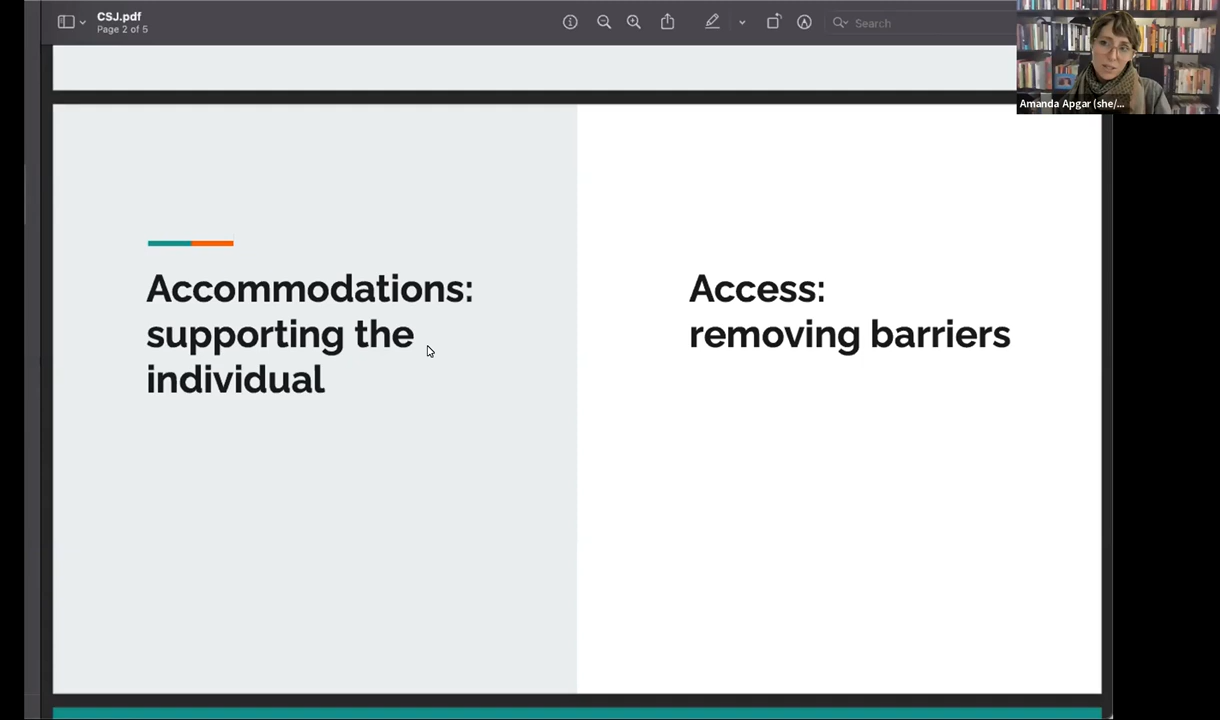 CSJ.pdf
Page 2 of 5
Search
Amanda Apgar (she/...
Accommodations:
supporting the
individual
Access:
removing barriers